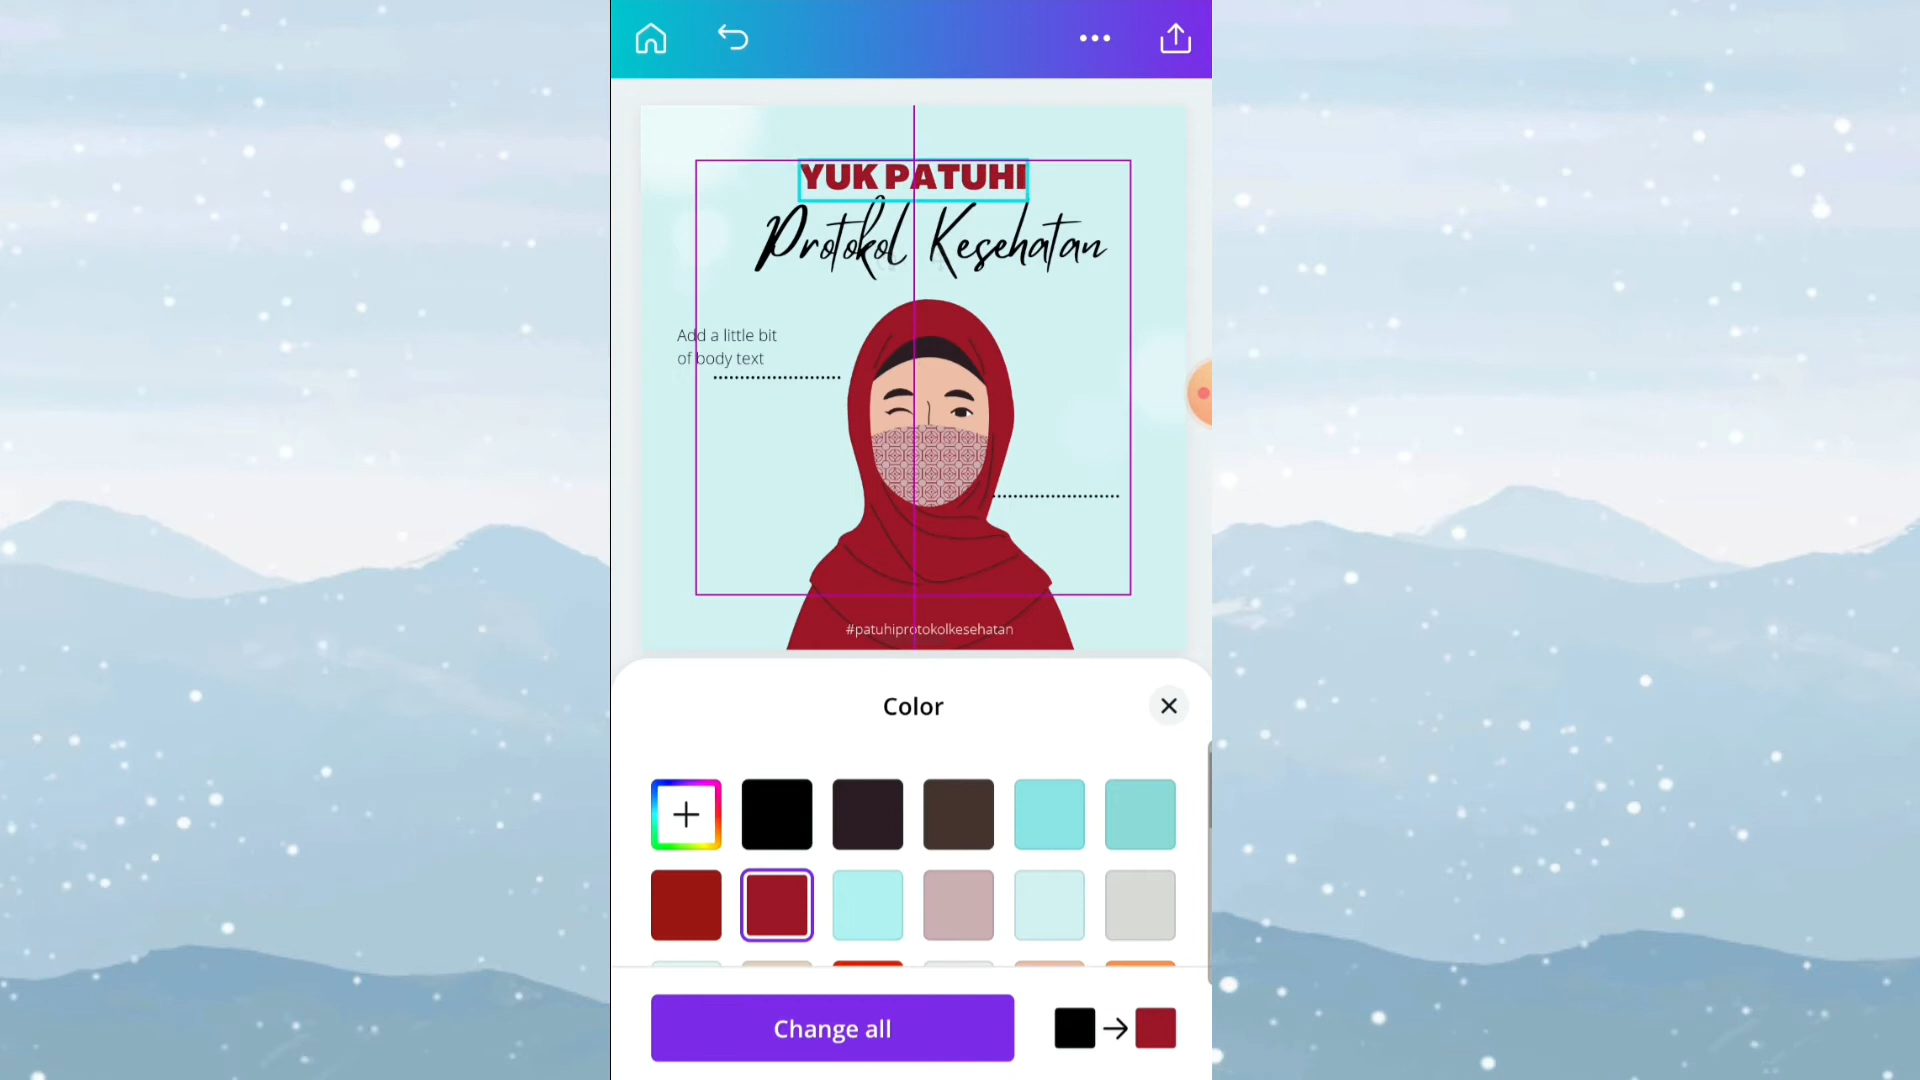 YUK PATUHI
Protokol Kesehatan
Add a little bit
of body text
#patuhiprotokolkesehatan
Color
Change all